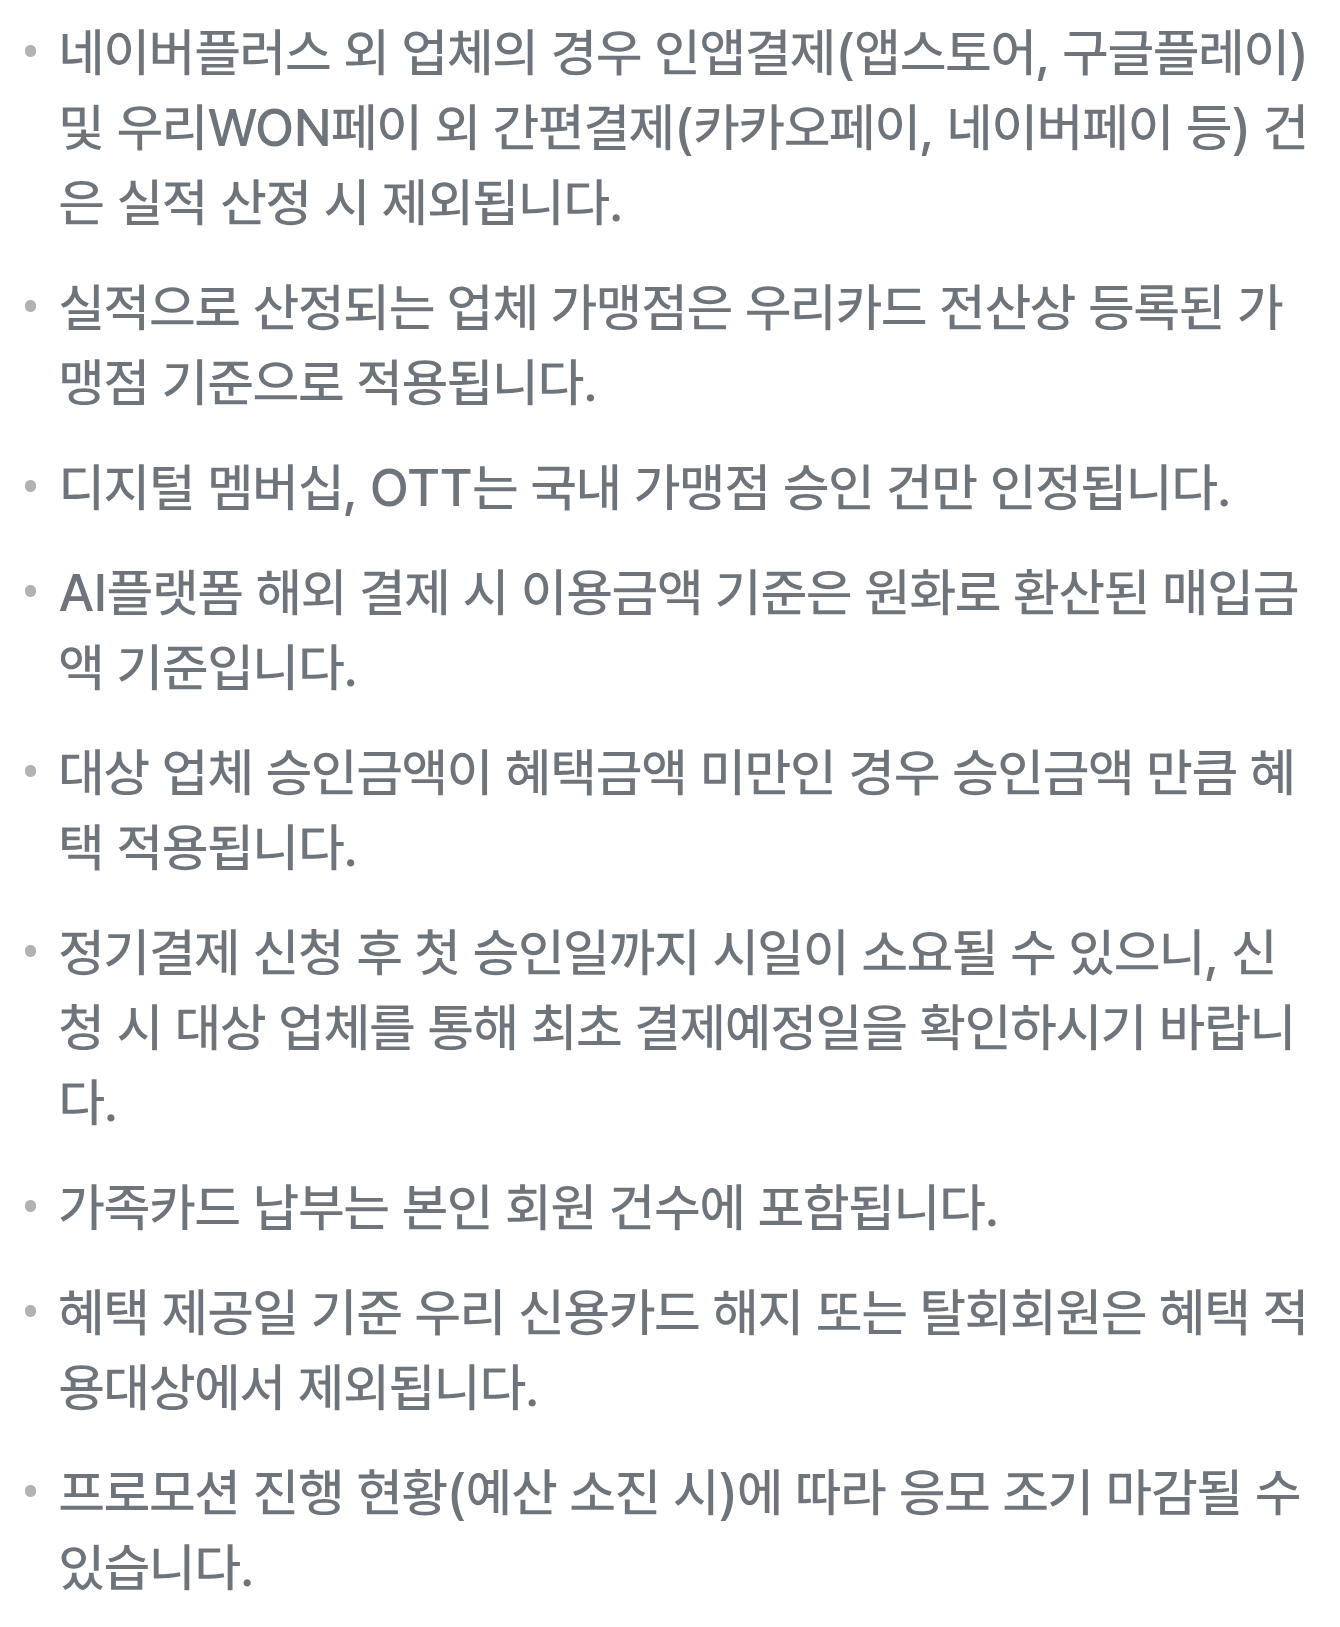 • 네이버플러스 외 업체의 경우 인앱결제(앱스토어, 구글플레이)
및 우리WON페이 외 간편결제(카카오페이, 네이버페이 등) 건
은 실적 산정 시 제외됩니다.
• 실적으로 산정되는 업체 가맹점은 우리카드 전산상 등록된 가
맹점 기준으로 적용됩니다.
• 디지털 멤버십, OTT는 국내 가맹점 승인 건만 인정됩니다.
• AI플랫폼 해외 결제 시 이용금액 기준은 원화로 환산된 매입금
액 기준입니다.
• 대상 업체 승인금액이 혜택금액 미만인 경우 승인금액 만큼 혜
택 적용됩니다.
• 정기결제 신청 후 첫 승인일까지 시일이 소요될 수 있으니, 신
청 시 대상 업체를 통해 최초 결제예정일을 확인하시기 바랍니
다.
• 가족카드 납부는 본인 회원 건수에 포함됩니다.
• 혜택 제공일 기준 우리 신용카드 해지 또는 탈회회원은 혜택 적
용대상에서 제외됩니다.
• 프로모션 진행 현황(예산 소진 시)에 따라 응모 조기 마감될 수
있습니다.